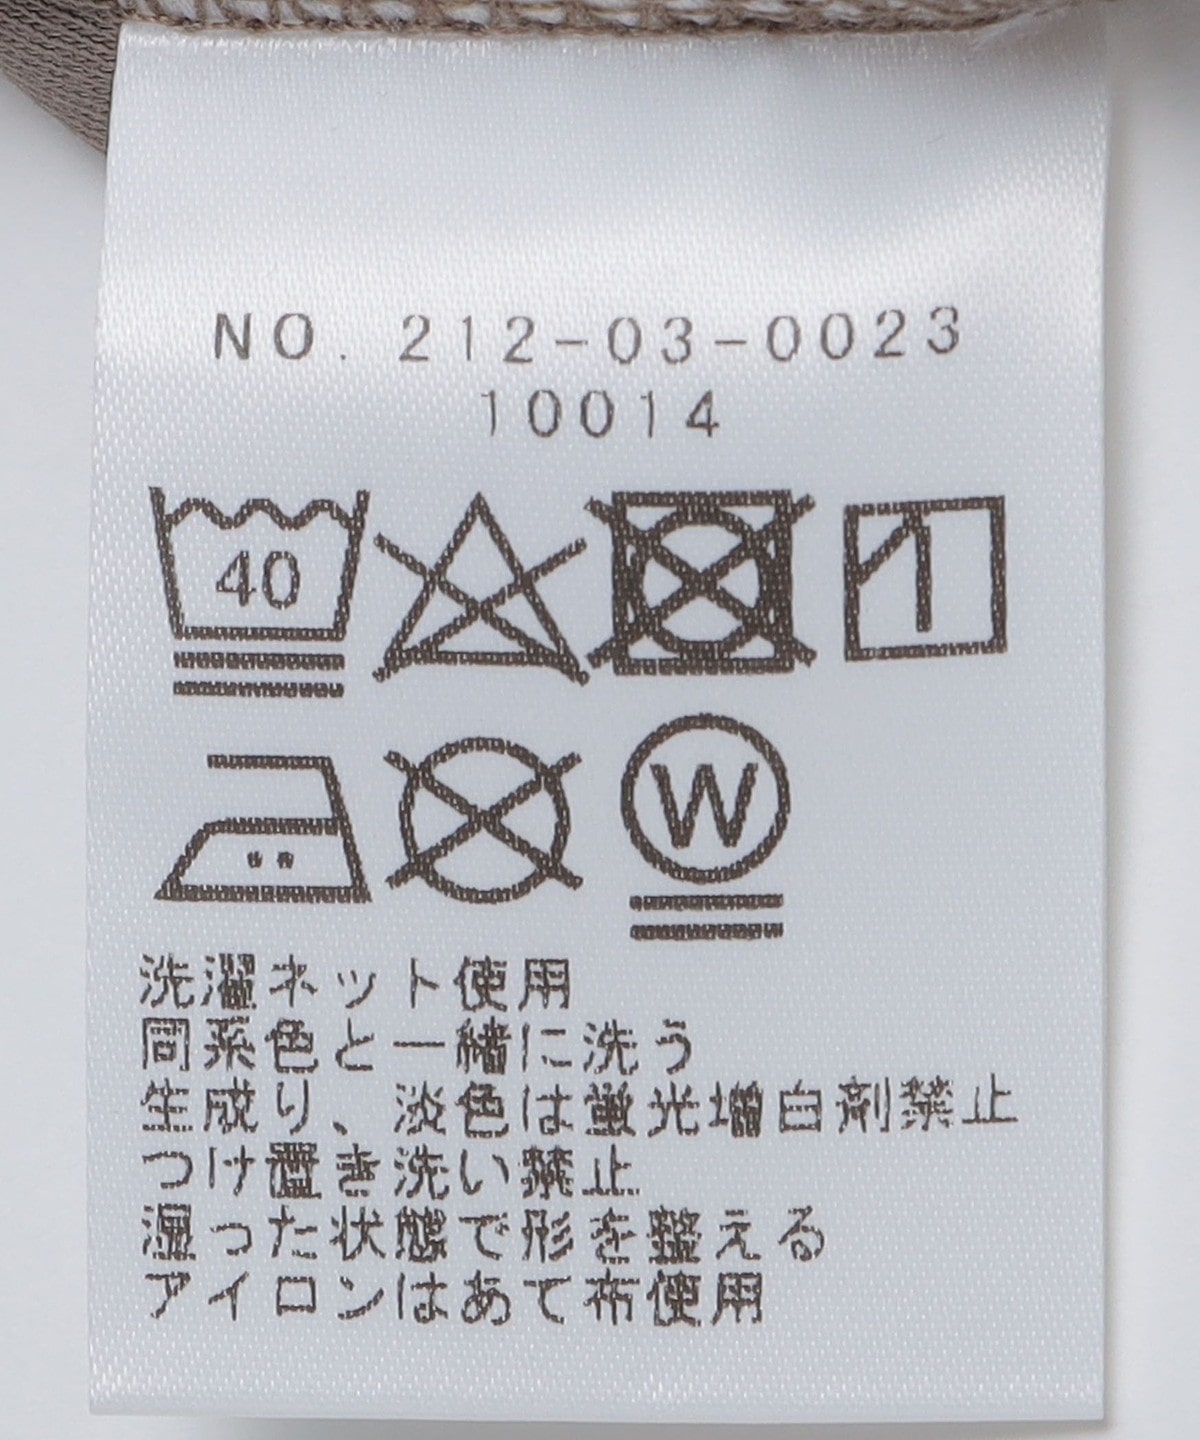 NO. 212-03-0023
10014
40
W
洗濯ネット使用
同系色と一緒に洗う
生成り、淡色は蛍光増白剤禁止
つけ置き洗い禁止
湿った状態で形を整える
アイロンはあて布使用